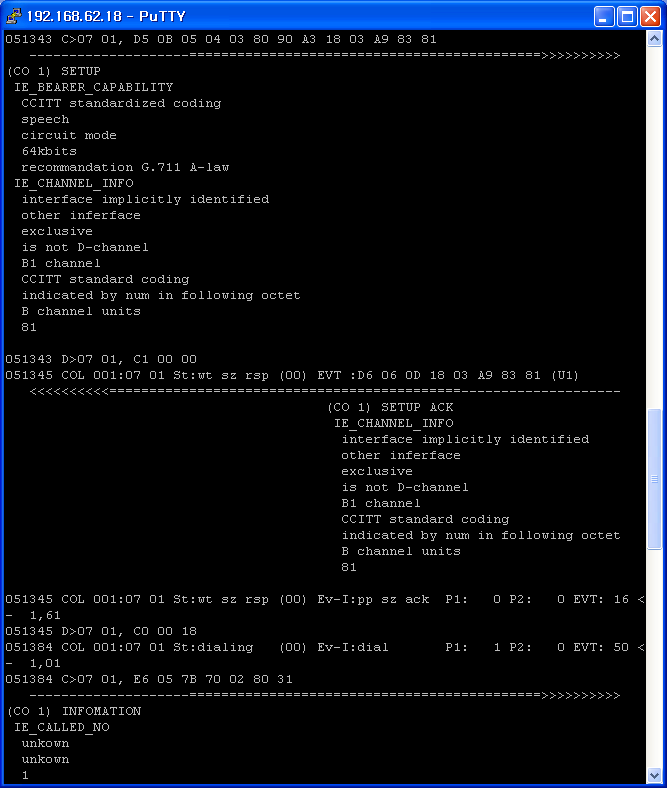 192.168.62.18 - PuTTY
051343 C>07 01, D5 0B 05 04 03 80 90 A3 18 03 A9 83 81
--------------------============================================>>>>>>>>>>
(CO 1) SETUP
IE_BEARER_CAPABILITY
CCITT standardized coding
speech
circuit mode
64kbits
recommandation G.711 A-law
IE_CHANNEL_INFO
interface implicitly identified
other inferface
exclusive
is not D-channel
B1 channel
CCITT standard coding
indicated by num in following octet
B channel units
81
051343 D>07 01, C1 00 00
051345 COL 001:07 01 St:wt sz rsp (00) EVT :D6 06 0D 18 03 A9 83 81 (U1)
<<<<<<<<<<============================================--------------------
(CO 1) SETUP ACK
IE_CHANNEL_INFO
interface implicitly identified
other inferface
exclusive
is not D-channel
B1 channel
CCITT standard coding
indicated by num in following octet
B channel units
81
051345 COL 001:07 01 St:wt sz rsp (00) Ev-I:pp sz ack  P1:   0 P2:   0 EVT: 16 <
-  1,61
051345 D>07 01, C0 00 18
051384 COL 001:07 01 St:dialing   (00) Ev-I:dial       P1:   1 P2:   0 EVT: 50 <
-  1,01
051384 C>07 01, E6 05 7B 70 02 80 31
--------------------============================================>>>>>>>>>>
(CO 1) INFOMATION
IE_CALLED_NO
unkown
unkown
1